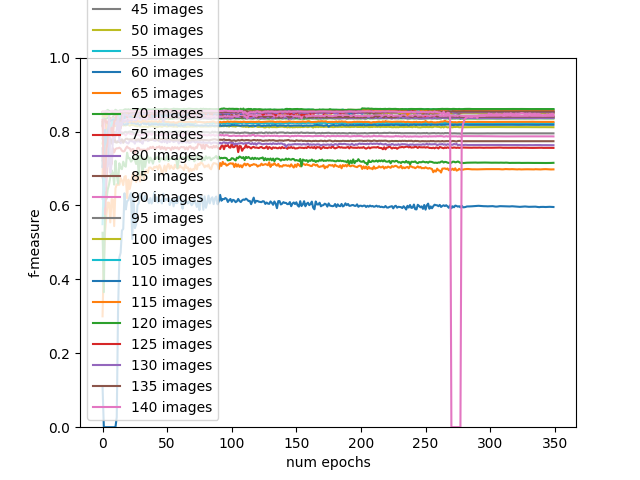 45 images
50 images
55 images
60 images
65 images
70 images
75 images
80 images
85 images
90 images
95 images
100 images
105 images
110 images
115 images
120 images
125 images
130 images
135 images
140 images
1.0
0.8
0.6
0.4
0.2
0.0
f-measure
0 50 100 150 200 250 300 350
num epochs